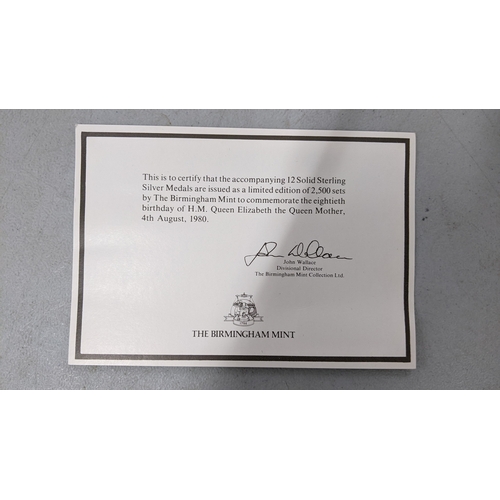 This is to certify that the accompanying 12 Solid Sterling
Silver Medals are issued as a limited edition of 2,500 sets
by The Birmingham Mint to commemorate the eightieth
birthday of H.M. Queen Elizabeth the Queen Mother,
4th August, 1980.
John Wallace
Divisional Director
The Birmingham Mint Collection Ltd.
THE BIRMINGHAM MINT